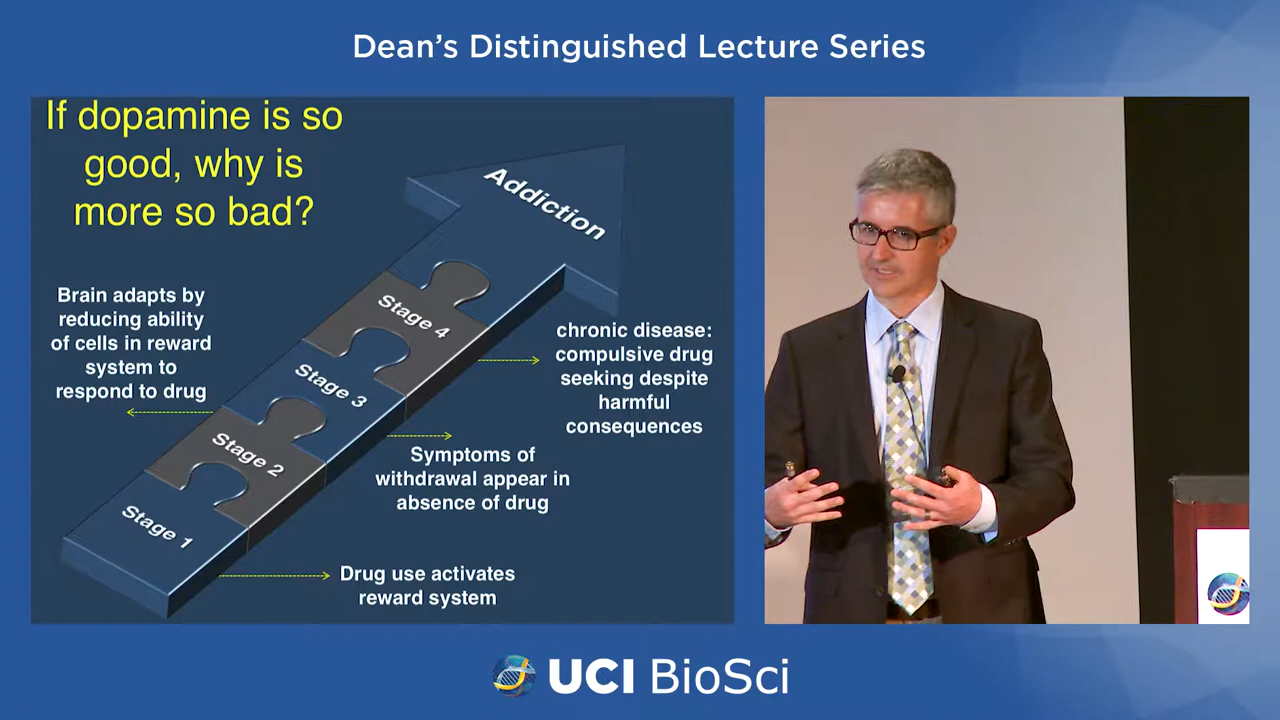 Dean's Distinguished Lecture Series
If dopamine is so
good, why is
more so bad?
Addiction
Stage 4
Stage 3
Stage 2
Stage 1
Brain adapts by
reducing ability
of cells in reward
system to
respond to drug
chronic disease:
compulsive drug
seeking despite
harmful
consequences
Symptoms of
withdrawal appear in
absence of drug
Drug use activates
reward system
UCI BioSci